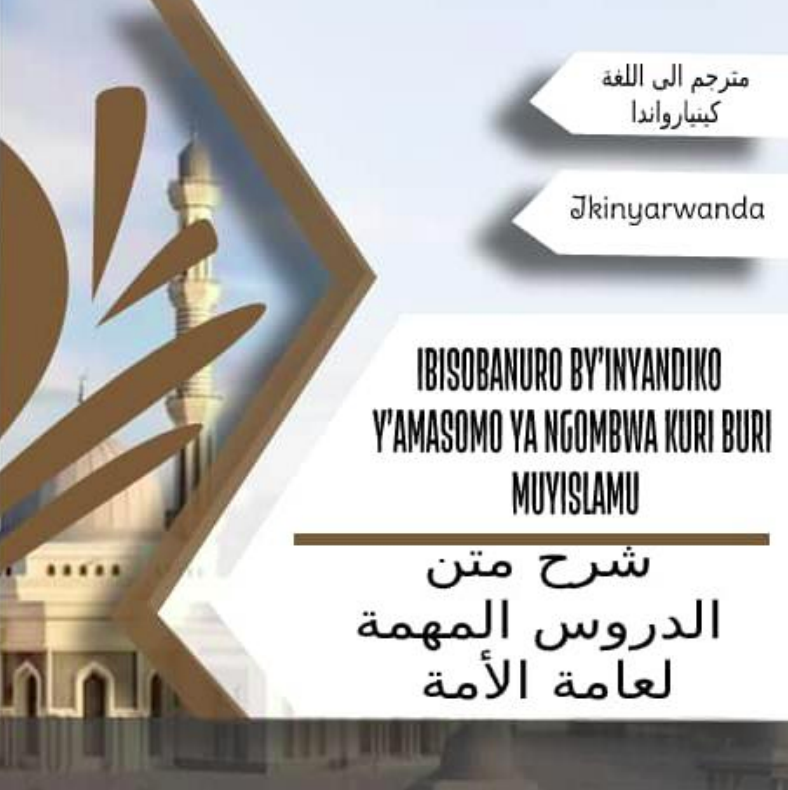 مترجم الى اللغة
كينيارواندا
Ikinyarwanda
IBISOBANURO BY'INYANDIKO
Y'AMASOMO YA NGOMBWA KURI BURI
MUYISLAMU
شرح متن
الدروس المهمة
لعامة الأمة